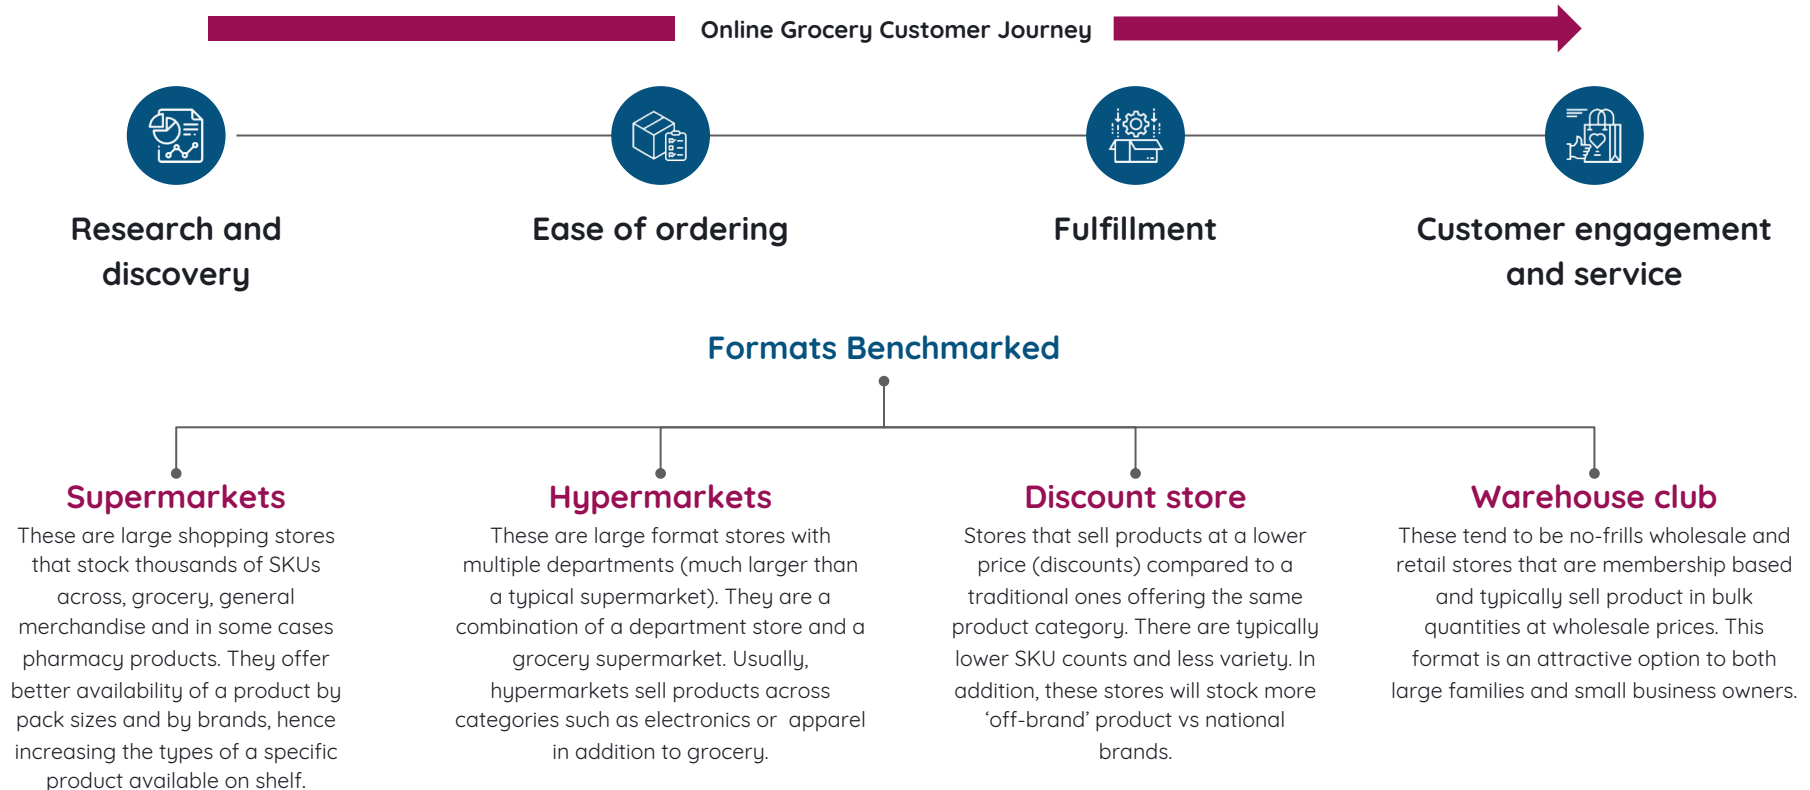 Online Grocery Customer Journey
Research and
discovery
Ease of ordering
Fulfillment
Customer engagement
and service
Formats Benchmarked
Supermarkets
These are large shopping stores
that stock thousands of SKUs
across, grocery, general
merchandise and in some cases
pharmacy products. They offer
better availability of a product by
pack sizes and by brands, hence
increasing the types of a specific
product available on shelf.
Hypermarkets
These are large format stores with
multiple departments (much larger than
a typical supermarket). They are a
combination of a department store and a
grocery supermarket. Usually,
hypermarkets sell products across
categories such as electronics or apparel
in addition to grocery.
Discount store
Stores that sell products at a lower
price (discounts) compared to a
traditional ones offering the same
product category. There are typically
lower SKU counts and less variety. In
addition, these stores will stock more
‘off-brand’ product vs national
brands.
Warehouse club
These tend to be no-frills wholesale and
retail stores that are membership based
and typically sell product in bulk
quantities at wholesale prices. This
format is an attractive option to both
large families and small business owners.